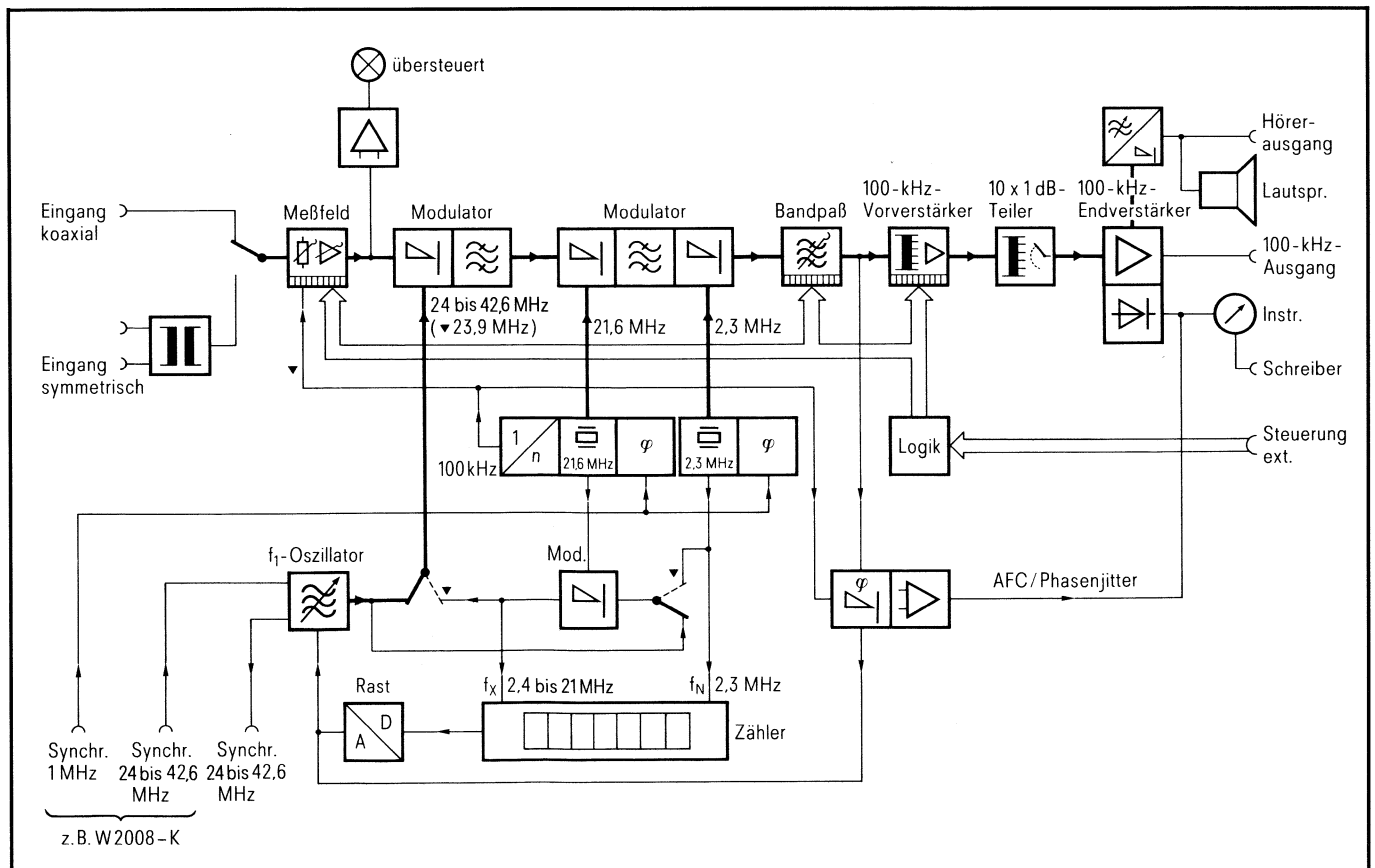 übersteuert
Hörer-
ausgang
Eingang
koaxial
Meßfeld
Modulator
Modulator
Bandpaß
100-kHz-
Vorverstärker
10 x 1 dB-
Teiler
100-kHz-
Endverstärker
Lautspr.
100-kHz-
Ausgang
24 bis 42,6 MHz
(▼23,9 MHz)
21,6 MHz
2,3 MHz
Instr.
Eingang
symmetrisch
▼
Schreiber
1/n
21,6 MHz
φ
2,3 MHz
φ
100 kHz
Logik
Steuerung
ext.
f1-Oszillator
Mod.
▼
▼
φ
AFC/Phasenjitter
Rast
fX 2,4 bis 21 MHz
fN 2,3 MHz
A
D
Zähler
Synchr.
1 MHz
Synchr.
24 bis 42,6
MHz
Synchr.
24 bis 42,6
MHz
z.B. W2008-K